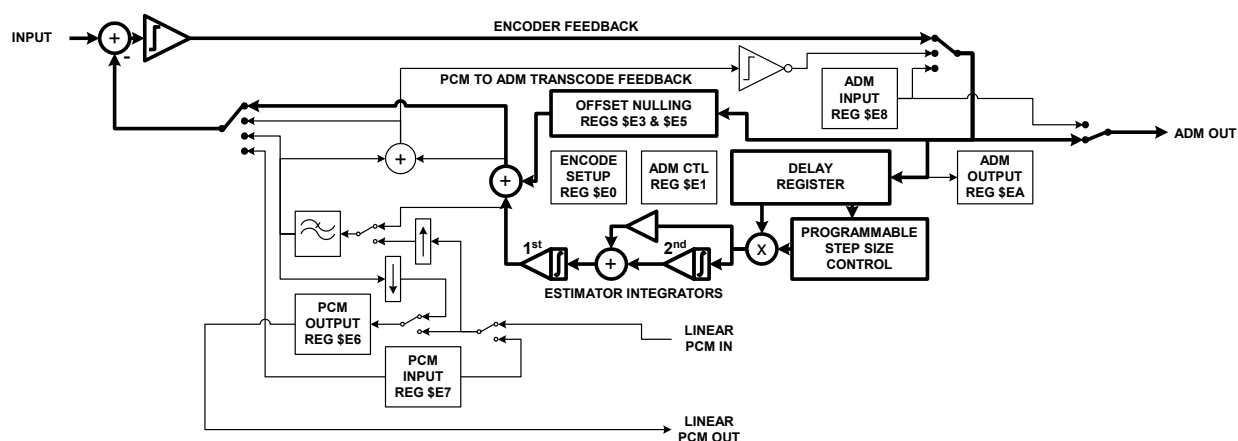 ENCODER FEEDBACK
INPUT
+
-
PCM TO ADM TRANSCODE FEEDBACK
ADM
INPUT
REG $E8
OFFSET NULLING
REGS $E3 & $E5
ADM OUT
+
ENCODE
SETUP
REG $E0
ADM CTL
REG $E1
DELAY
REGISTER
ADM
OUTPUT
REG $EA
+
PROGRAMMABLE
STEP SIZE
CONTROL
1st
+
2nd
X
ESTIMATOR INTEGRATORS
PCM
OUTPUT
REG $E6
LINEAR
PCM IN
PCM
INPUT
REG $E7
LINEAR
PCM OUT